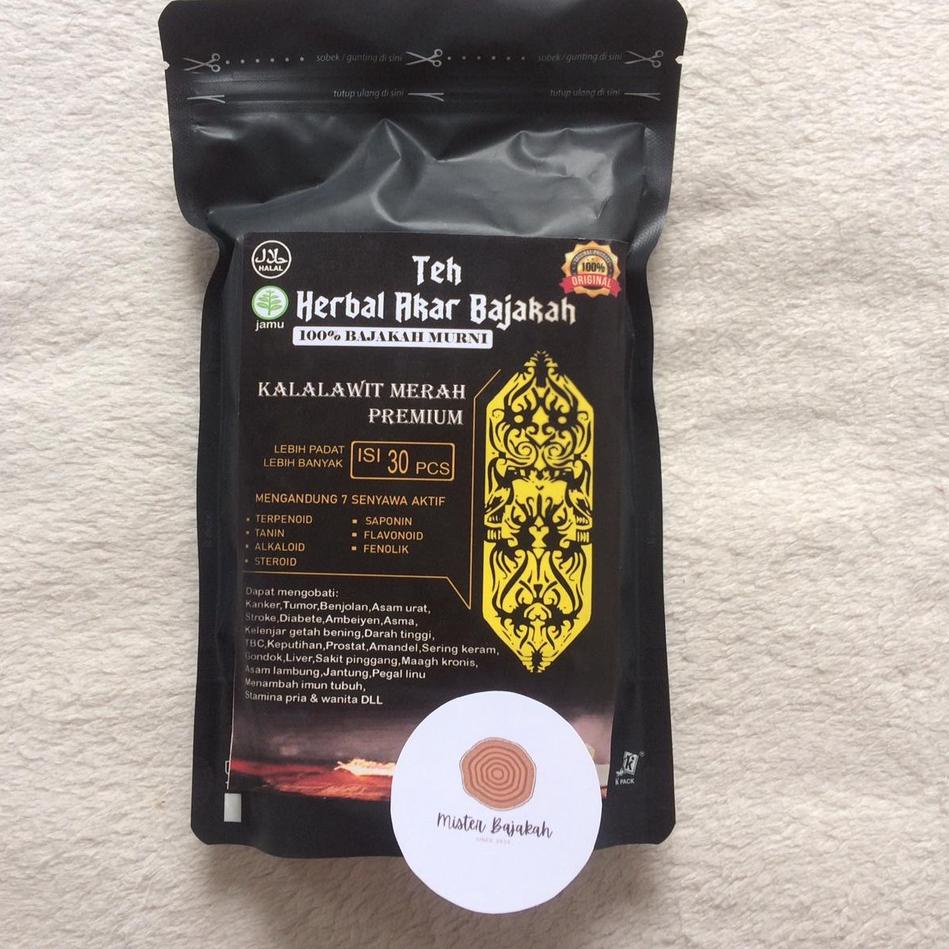 sobek / gunting di sini
sobek / gunting di sini
tutup ulang di sini
tutup ulang di sini
حلال
HALAL
jamu
100%
ORIGINAL
Teh
Herbal Akar Bajakah
100% BAJAKAH MURNI
KALALAWIT MERAH
PREMIUM
LEBIH PADAT
LEBIH BANYAK
ISI 30 PCS
MENGANDUNG 7 SENYAWA AKTIF
TERPENOID
TANIN
ALKALOID
STEROID
SAPONIN
FLAVONOID
FENOLIK
Dapat mengobati:
Kanker,Tumor,Benjolan,Asam urat,
Stroke,Diabete,Ambeiyen,Asma,
Kelenjar getah bening,Darah tinggi,
TBC,Keputihan,Prostat,Amandel,Sering keram,
Gondok,Liver,Sakit pinggang,Maagh kronis,
Asam lambung,Jantung,Pegal linu
Menambah imun tubuh,
Stamina pria & wanita DLL
K PACK
Mister Bajakah